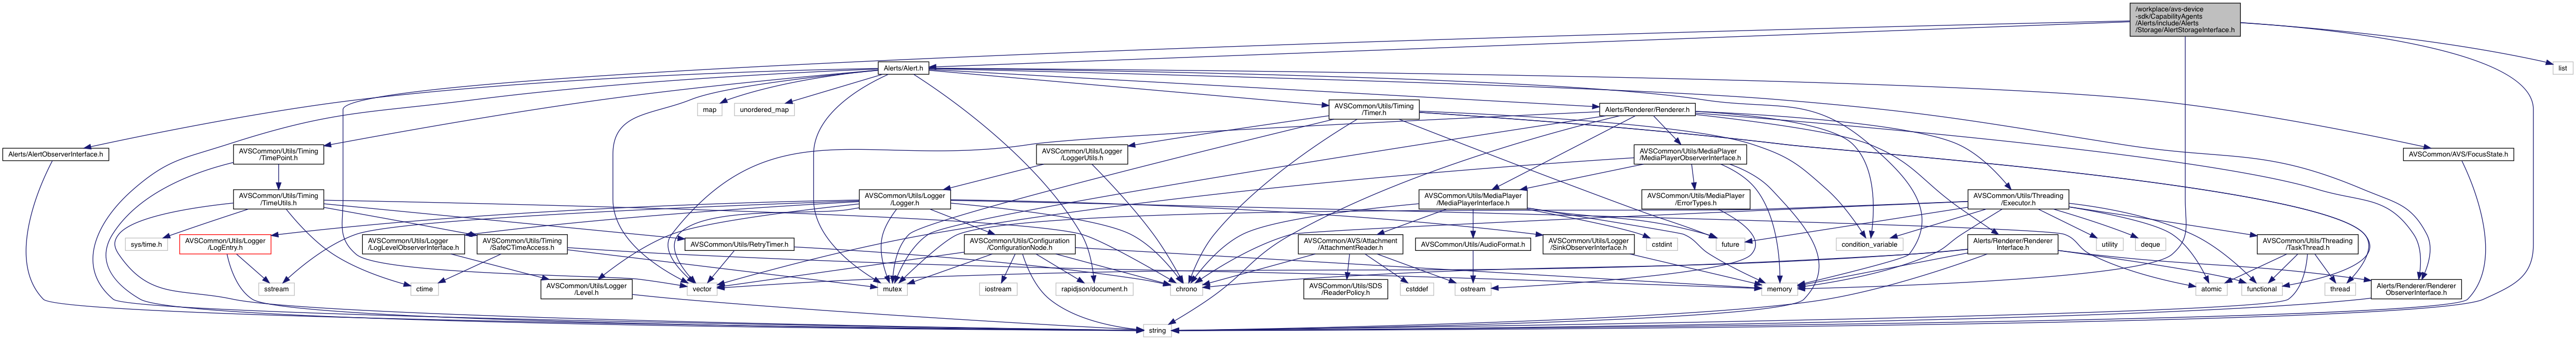 /workplace/avs-device
-sdk/CapabilityAgents
/Alerts/include/Alerts
/Storage/AlertStorageInterface.h
Alerts/Alert.h
list
map
unordered_map
AVSCommon/Utils/Timing
/Timer.h
Alerts/Renderer/Renderer.h
Alerts/AlertObserverInterface.h
AVSCommon/Utils/Timing
/TimePoint.h
AVSCommon/Utils/Logger
/LoggerUtils.h
AVSCommon/Utils/MediaPlayer
/MediaPlayerObserverInterface.h
AVSCommon/AVS/FocusState.h
AVSCommon/Utils/Timing
/TimeUtils.h
AVSCommon/Utils/Logger
/Logger.h
AVSCommon/Utils/MediaPlayer
/MediaPlayerInterface.h
AVSCommon/Utils/MediaPlayer
/ErrorTypes.h
AVSCommon/Utils/Threading
/Executor.h
sys/time.h
AVSCommon/Utils/Logger
/LogEntry.h
AVSCommon/Utils/Logger
/LogLevelObserverInterface.h
AVSCommon/Utils/Timing
/SafeCTimeAccess.h
AVSCommon/Utils/RetryTimer.h
AVSCommon/Utils/Configuration
/ConfigurationNode.h
AVSCommon/AVS/Attachment
/AttachmentReader.h
AVSCommon/Utils/AudioFormat.h
AVSCommon/Utils/Logger
/SinkObserverInterface.h
cstdint
future
condition_variable
Alerts/Renderer/Renderer
Interface.h
utility
deque
AVSCommon/Utils/Threading
/TaskThread.h
sstream
ctime
AVSCommon/Utils/Logger
/Level.h
vector
mutex
iostream
rapidjson/document.h
chrono
AVSCommon/Utils/SDS
/ReaderPolicy.h
cstddef
ostream
memory
atomic
functional
thread
Alerts/Renderer/Renderer
ObserverInterface.h
string